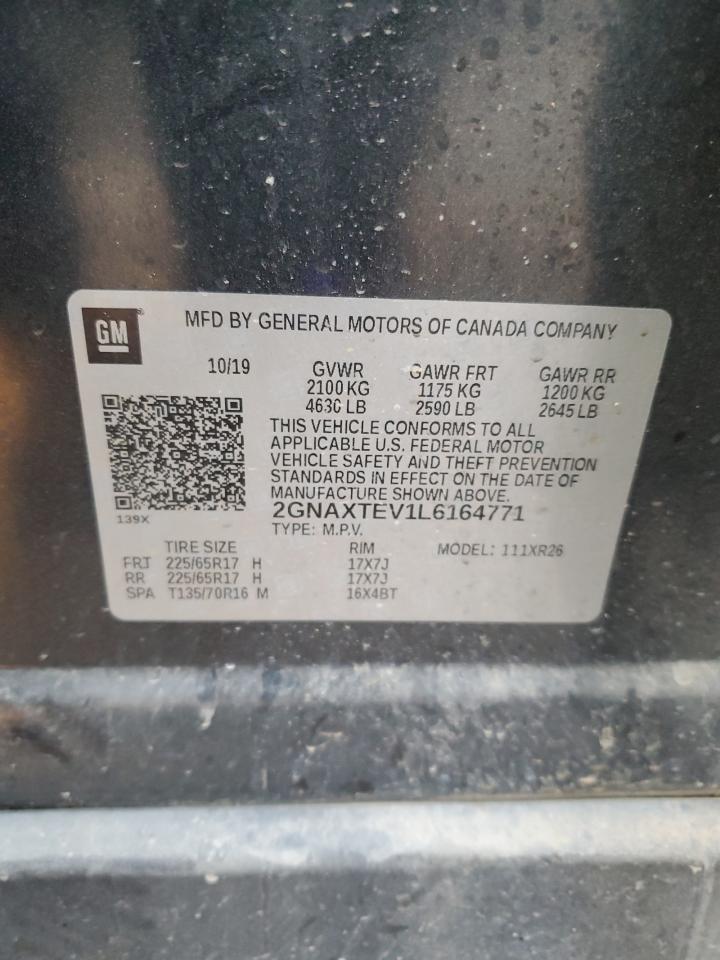 GM
MFD BY GENERAL MOTORS OF CANADA COMPANY
10/19
GVWR GAWR FRT GAWR RR
2100 KG 1175 KG 1200 KG
4630 LB 2590 LB 2645 LB
THIS VEHICLE CONFORMS TO ALL
APPLICABLE U.S. FEDERAL MOTOR
VEHICLE SAFETY AND THEFT PREVENTION
STANDARDS IN EFFECT ON THE DATE OF
MANUFACTURE SHOWN ABOVE.
2GNAXTEV1L6164771
139X
TYPE: M.P.V.
TIRE SIZE RIM MODEL: 111XR26
FRT 225/65R17 H 17X7J
RR 225/65R17 H 17X7J
SPA T135/70R16 M 16X4BT